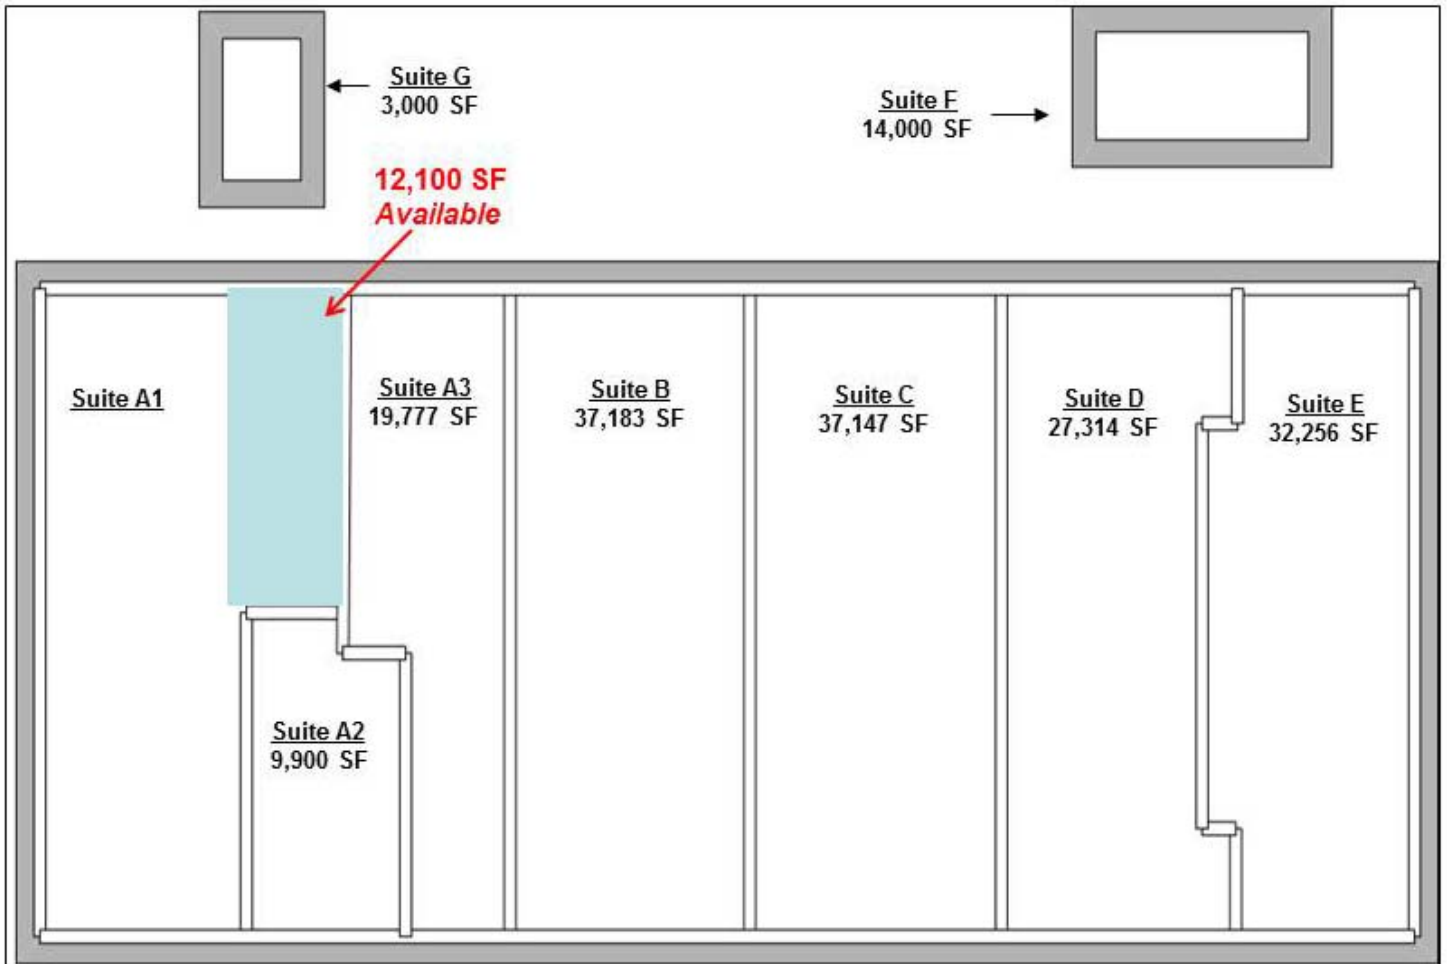 Suite G
3,000 SF
Suite F
14,000 SF
12,100 SF
Available
Suite A1
Suite A3
19,777 SF
Suite B
37,183 SF
Suite C
37,147 SF
Suite D
27,314 SF
Suite E
32,256 SF
Suite A2
9,900 SF